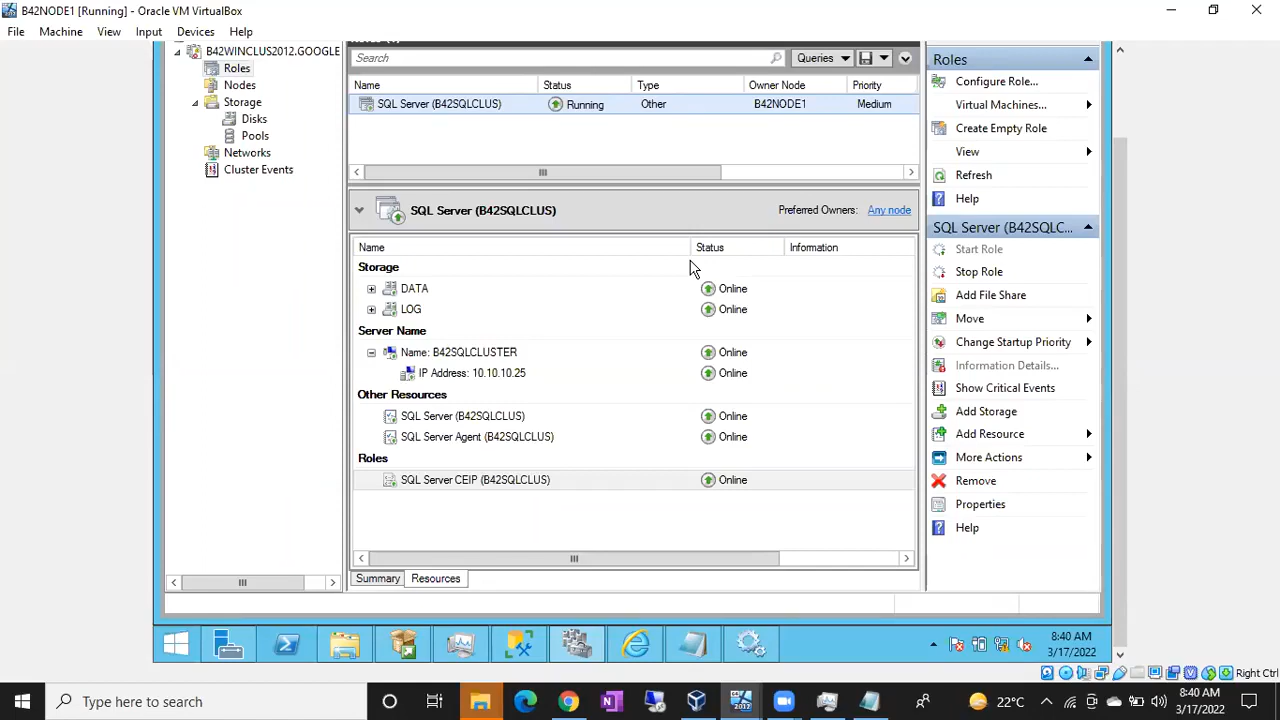 B42NODE1 [Running] - Oracle VM VirtualBox
File Machine View Input Devices Help
B42WINCLUS2012.GOOGLE
Roles
Nodes
Storage
Disks
Pools
Networks
Cluster Events
Search
Queries
Name Status Type Owner Node Priority
SQL Server (B42SQLCLUS) Running Other B42NODE1 Medium
SQL Server (B42SQLCLUS) Preferred Owners: Any node
Name Status Information
Storage
DATA Online
LOG Online
Server Name
Name: B42SQLCLUSTER Online
IP Address: 10.10.10.25 Online
Other Resources
SQL Server (B42SQLCLUS) Online
SQL Server Agent (B42SQLCLUS) Online
Roles
SQL Server CEIP (B42SQLCLUS) Online
Summary Resources
Roles
Configure Role...
Virtual Machines...
Create Empty Role
View
Refresh
Help
SQL Server (B42SQLC...
Start Role
Stop Role
Add File Share
Move
Change Startup Priority
Information Details...
Show Critical Events
Add Storage
Add Resource
More Actions
Remove
Properties
Help
8:40 AM
3/17/2022
Right Ctrl
Type here to search
22°C
8:40 AM
3/17/2022